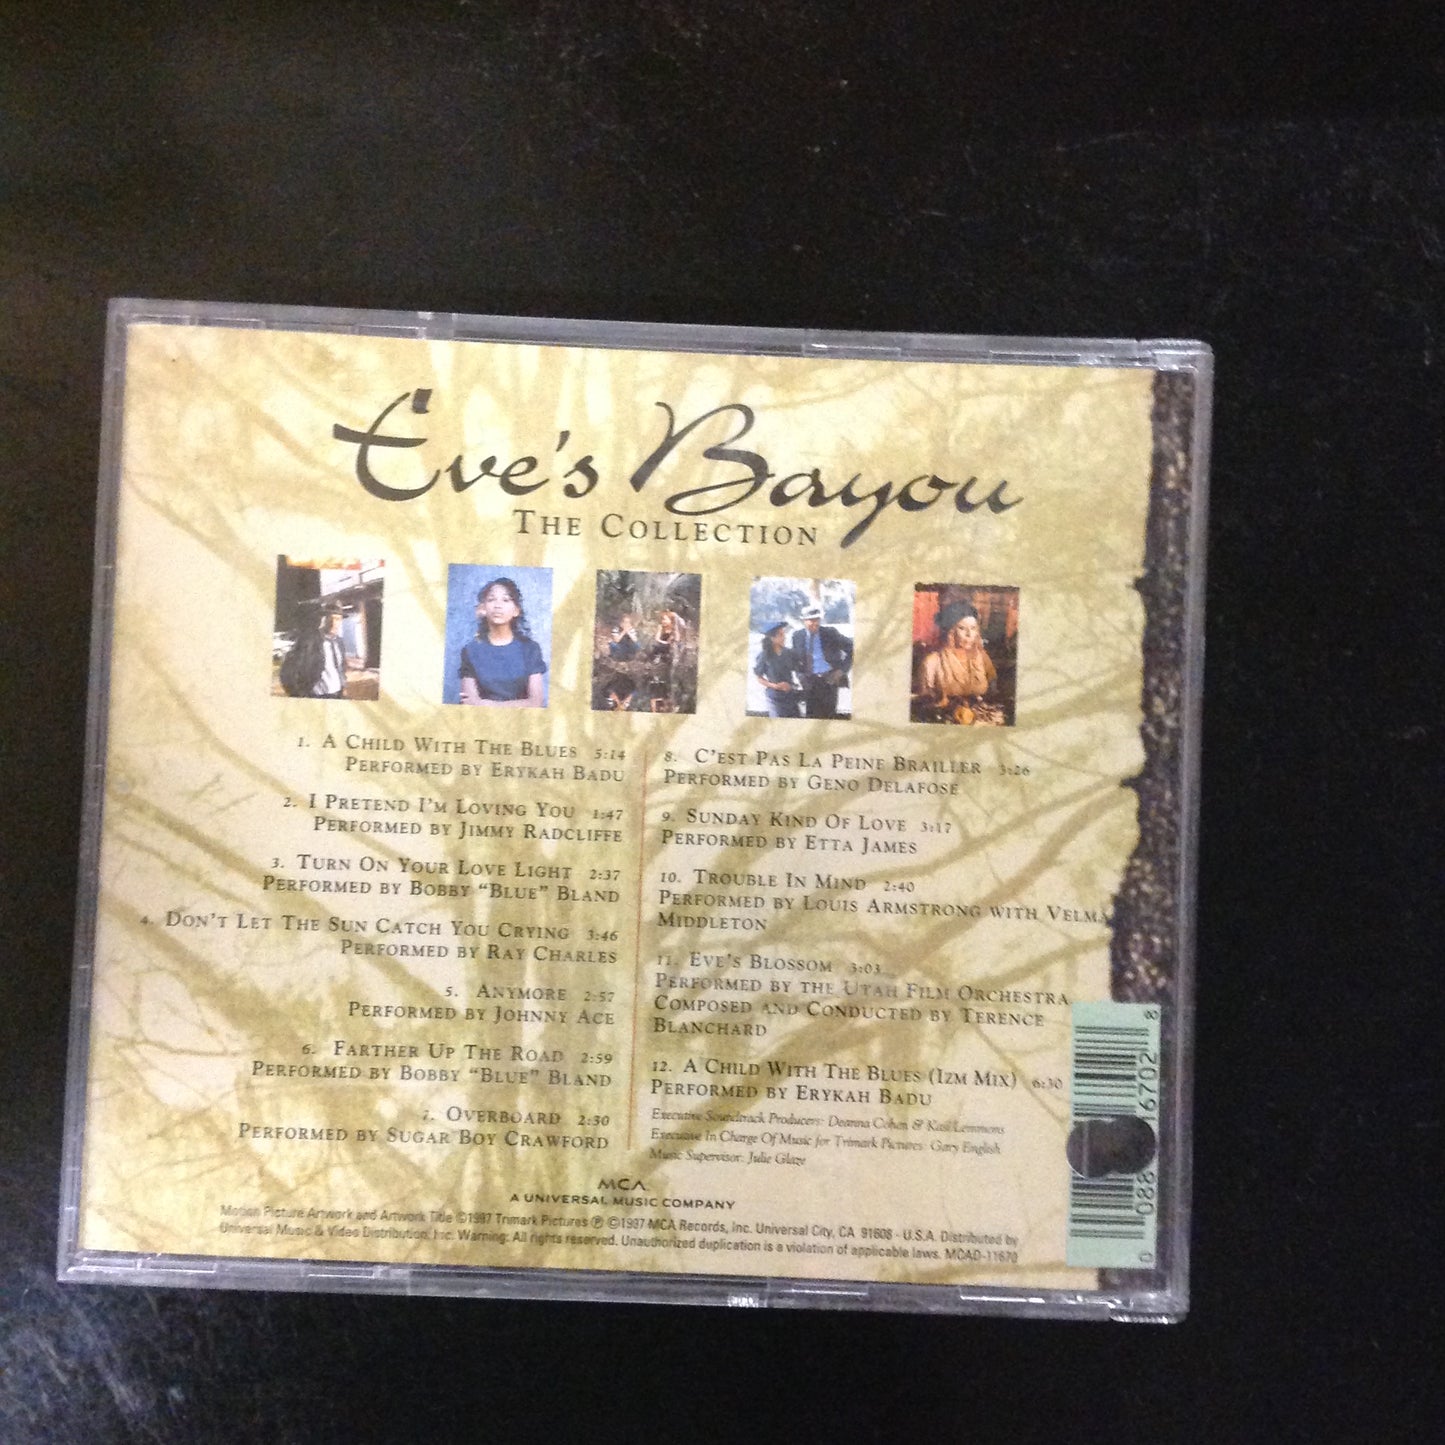 Eve's Bayou
THE COLLECTION
1. A CHILD WITH THE BLUES 5:14
PERFORMED BY ERYKAH BADU
2. I PRETEND I'M LOVING YOU 1:47
PERFORMED BY JIMMY RADCLIFFE
3. TURN ON YOUR LOVE LIGHT 2:37
PERFORMED BY BOBBY "BLUE" BLAND
4. DON'T LET THE SUN CATCH YOU CRYING 3:46
PERFORMED BY RAY CHARLES
5. ANYMORE 2:57
PERFORMED BY JOHNNY ACE
6. FARTHER UP THE ROAD 2:59
PERFORMED BY BOBBY "BLUE" BLAND
7. OVERBOARD 2:30
PERFORMED BY SUGAR BOY CRAWFORD
8. C'EST PAS LA PEINE BRAILLER 3:26
PERFORMED BY GENO DELAFOSE
9. SUNDAY KIND OF LOVE 3:17
PERFORMED BY ETTA JAMES
10. TROUBLE IN MIND 2:40
PERFORMED BY LOUIS ARMSTRONG WITH VELMA
MIDDLETON
11. EVE'S BLOSSOM 3:03
PERFORMED BY THE UTAH FILM ORCHESTRA
COMPOSED AND CONDUCTED BY TERENCE
BLANCHARD
12. A CHILD WITH THE BLUES (IZM MIX) 6:30
PERFORMED BY ERYKAH BADU
Executive Soundtrack Producers: Deanna Cohen & Kasi Lemmons
Executive In Charge Of Music for Trimark Pictures: Gary English
Music Supervisor: Julie Glaze
MCA
A UNIVERSAL MUSIC COMPANY
Motion Picture Artwork and Artwork Title ©1997 Trimark Pictures ℗ ©1997 MCA Records, Inc. Universal City, CA 91608 - U.S.A. Distributed by
Universal Music & Video Distribution, Inc. Warning: All rights reserved. Unauthorized duplication is a violation of applicable laws. MCAD-11670
0 088 6702 8